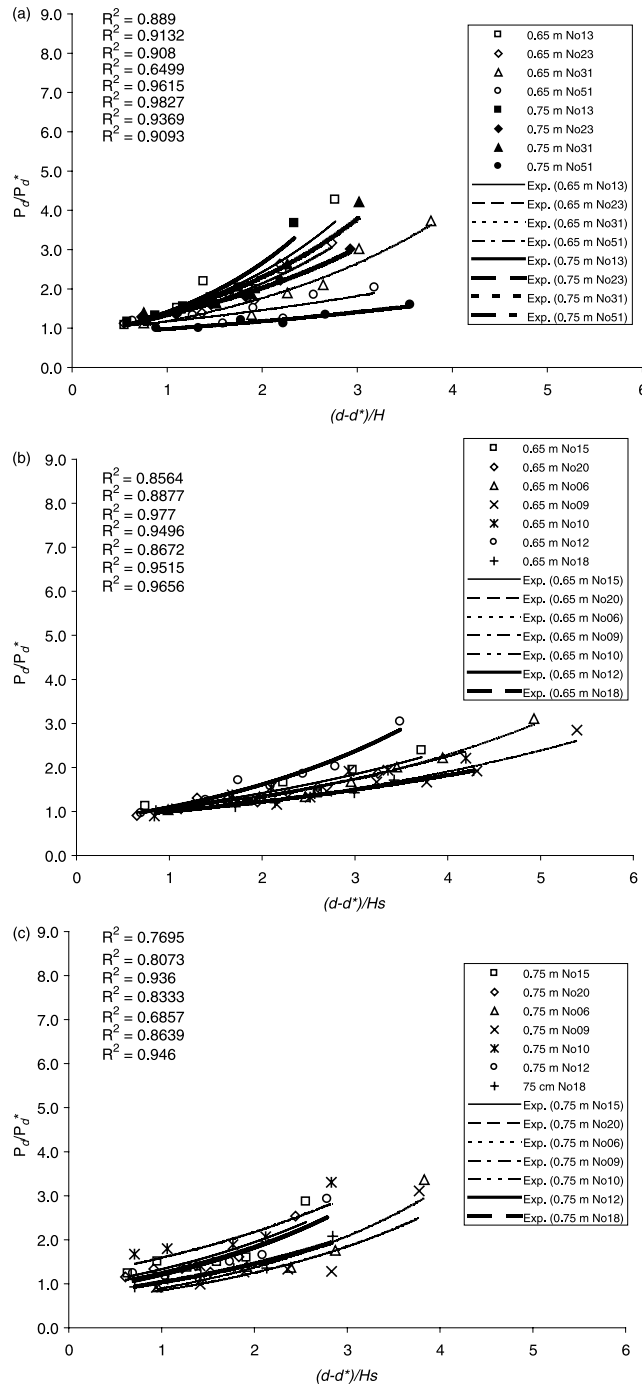 (a)
R² = 0.889
R² = 0.9132
R² = 0.908
R² = 0.6499
R² = 0.9615
R² = 0.9827
R² = 0.9369
R² = 0.9093
0.65 m No13
0.65 m No23
0.65 m No31
0.65 m No51
0.75 m No13
0.75 m No23
0.75 m No31
0.75 m No51
Exp. (0.65 m No13)
Exp. (0.65 m No23)
Exp. (0.65 m No31)
Exp. (0.65 m No51)
Exp. (0.75 m No13)
Exp. (0.75 m No23)
Exp. (0.75 m No31)
Exp. (0.75 m No51)
9.0
8.0
7.0
6.0
5.0
4.0
3.0
2.0
1.0
0.0
Pd/Pd*
0 1 2 3 4 5 6
(d-d*)/H
(b)
R² = 0.8564
R² = 0.8877
R² = 0.977
R² = 0.9496
R² = 0.8672
R² = 0.9515
R² = 0.9656
0.65 m No15
0.65 m No20
0.65 m No06
0.65 m No09
0.65 m No10
0.65 m No12
0.65 m No18
Exp. (0.65 m No15)
Exp. (0.65 m No20)
Exp. (0.65 m No06)
Exp. (0.65 m No09)
Exp. (0.65 m No10)
Exp. (0.65 m No12)
Exp. (0.65 m No18)
9.0
8.0
7.0
6.0
5.0
4.0
3.0
2.0
1.0
0.0
Pd/Pd*
0 1 2 3 4 5 6
(d-d*)/Hs
(c)
R² = 0.7695
R² = 0.8073
R² = 0.936
R² = 0.8333
R² = 0.6857
R² = 0.8639
R² = 0.946
0.75 m No15
0.75 m No20
0.75 m No06
0.75 m No09
0.75 m No10
0.75 m No12
75 cm No18
Exp. (0.75 m No15)
Exp. (0.75 m No20)
Exp. (0.75 m No06)
Exp. (0.75 m No09)
Exp. (0.75 m No10)
Exp. (0.75 m No12)
Exp. (0.75 m No18)
9.0
8.0
7.0
6.0
5.0
4.0
3.0
2.0
1.0
0.0
Pd/Pd*
0 1 2 3 4 5 6
(d-d*)/Hs